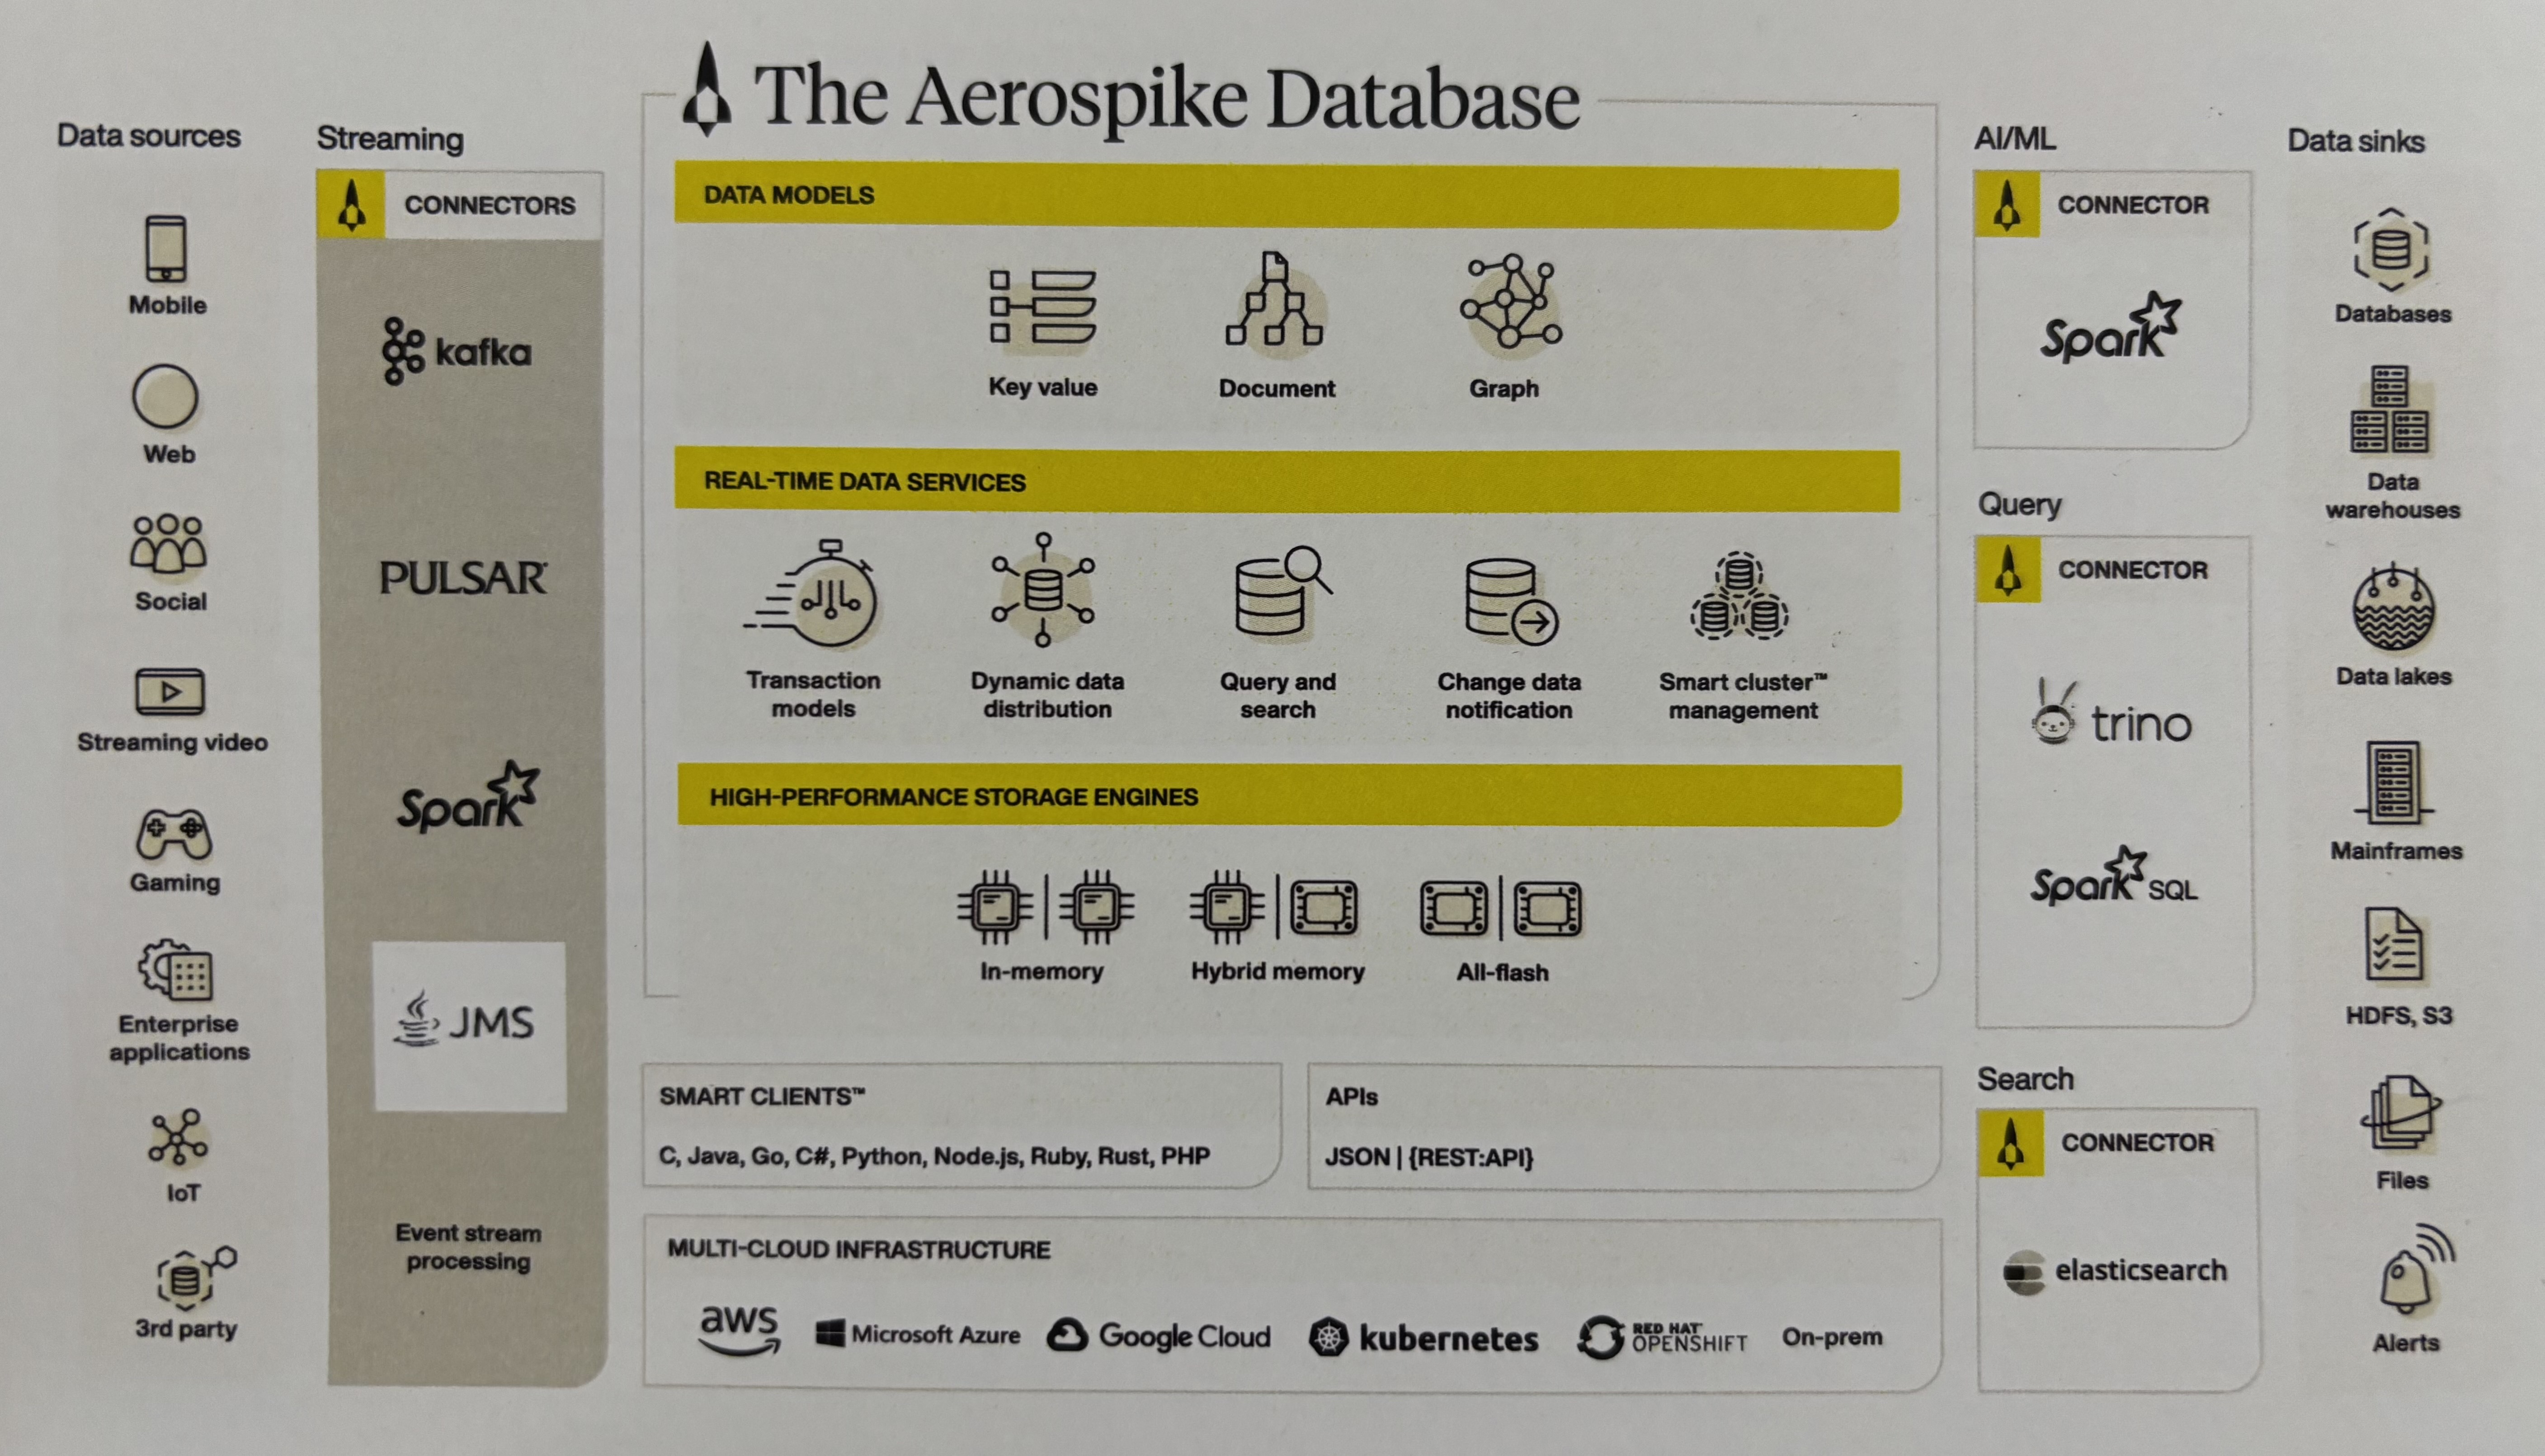 The Aerospike Database
Data sources
Mobile
Web
Social
Streaming video
Gaming
Enterprise
applications
IoT
3rd party
Streaming
CONNECTORS
kafka
PULSAR
Spark
JMS
Event stream
processing
DATA MODELS
Key value
Document
Graph
REAL-TIME DATA SERVICES
Transaction
models
Dynamic data
distribution
Query and
search
Change data
notification
Smart cluster™
management
HIGH-PERFORMANCE STORAGE ENGINES
In-memory
Hybrid memory
All-flash
SMART CLIENTS™
C, Java, Go, C#, Python, Node.js, Ruby, Rust, PHP
APIs
JSON | {REST:API}
MULTI-CLOUD INFRASTRUCTURE
aws
Microsoft Azure
Google Cloud
kubernetes
RED HAT
OPENSHIFT
On-prem
AI/ML
CONNECTOR
Spark
Query
CONNECTOR
trino
Spark SQL
Search
CONNECTOR
elasticsearch
Data sinks
Databases
Data
warehouses
Data lakes
Mainframes
HDFS, S3
Files
Alerts